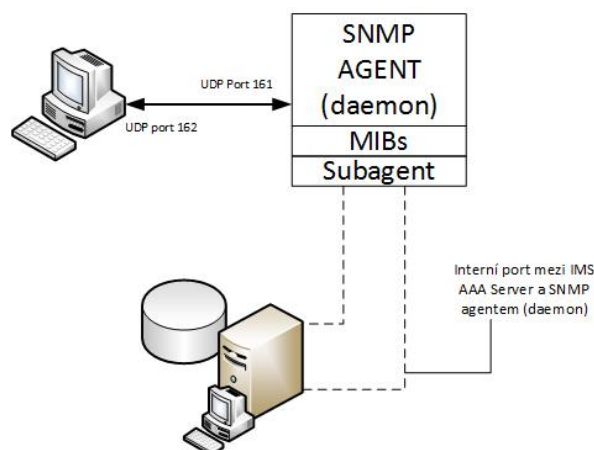 SNMP
AGENT
(daemon)
UDP Port 161
UDP port 162
MIBs
Subagent
Interní port mezi IMS
AAA Server a SNMP
agentem (daemon)